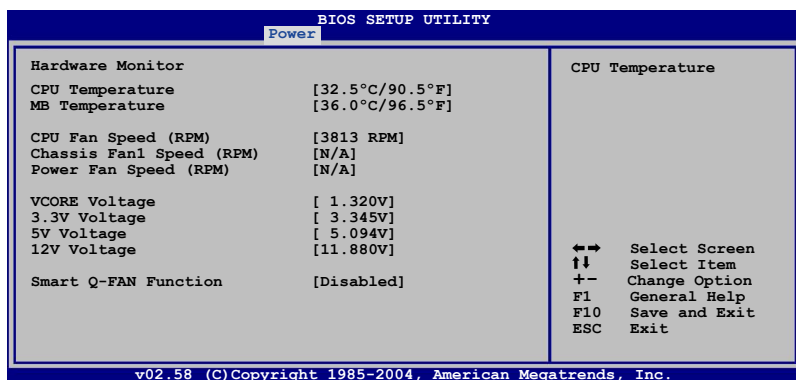 BIOS SETUP UTILITY
Power
Hardware Monitor
CPU Temperature [32.5°C/90.5°F]
MB Temperature [36.0°C/96.5°F]
CPU Fan Speed (RPM) [3813 RPM]
Chassis Fan1 Speed (RPM) [N/A]
Power Fan Speed (RPM) [N/A]
VCORE Voltage [ 1.320V]
3.3V Voltage [ 3.345V]
5V Voltage [ 5.094V]
12V Voltage [11.880V]
Smart Q-FAN Function [Disabled]
CPU Temperature
←→ Select Screen
↑↓ Select Item
+- Change Option
F1 General Help
F10 Save and Exit
ESC Exit
v02.58 (C)Copyright 1985-2004, American Megatrends, Inc.